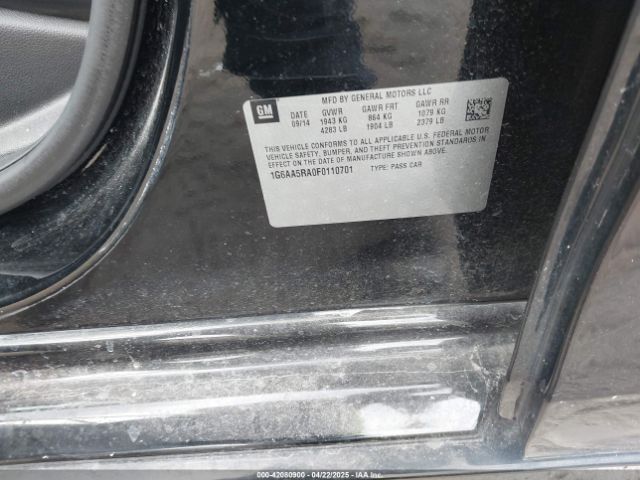 GM
MFD BY GENERAL MOTORS LLC
DATE GVWR GAWR FRT GAWR RR
09/14 1943 KG 864 KG 1079 KG
4283 LB 1904 LB 2379 LB
THIS VEHICLE CONFORMS TO ALL APPLICABLE U.S. FEDERAL MOTOR
VEHICLE SAFETY, BUMPER, AND THEFT PREVENTION STANDARDS IN
EFFECT ON THE DATE OF MANUFACTURE SHOWN ABOVE.
1G6AA5RA0F0110701 TYPE: PASS CAR
000-42080900 - 04/22/2025 - IAA Inc.